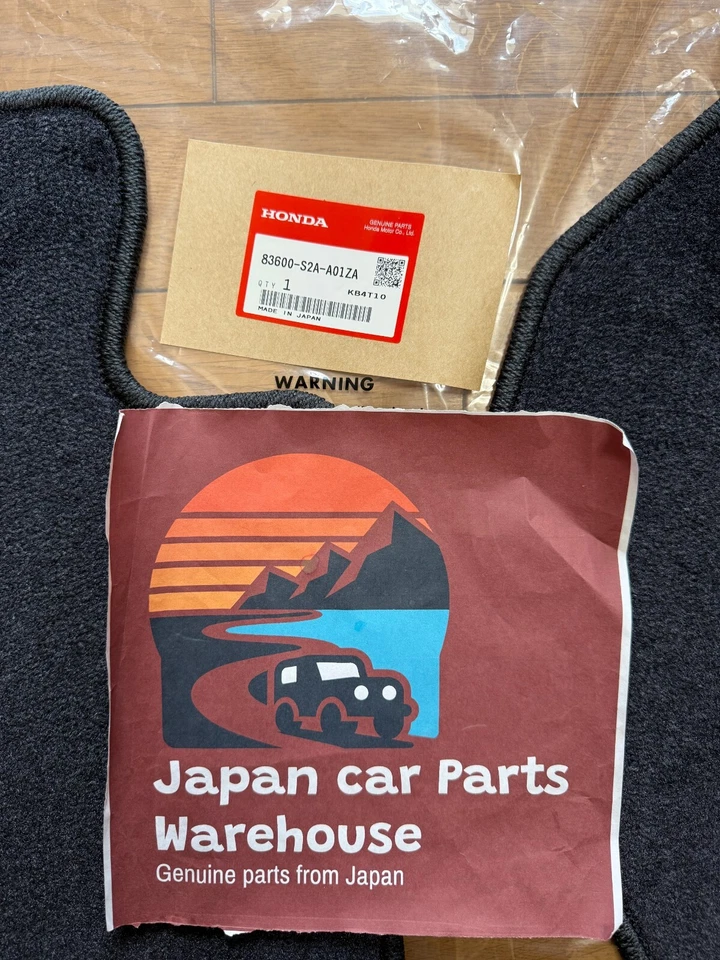 HONDA
GENUINE PARTS
Honda Motor Co., Ltd.
83600-S2A-A01ZA
QTY 1
KB4T10
MADE IN JAPAN
WARNING
Japan car Parts
Warehouse
Genuine parts from Japan